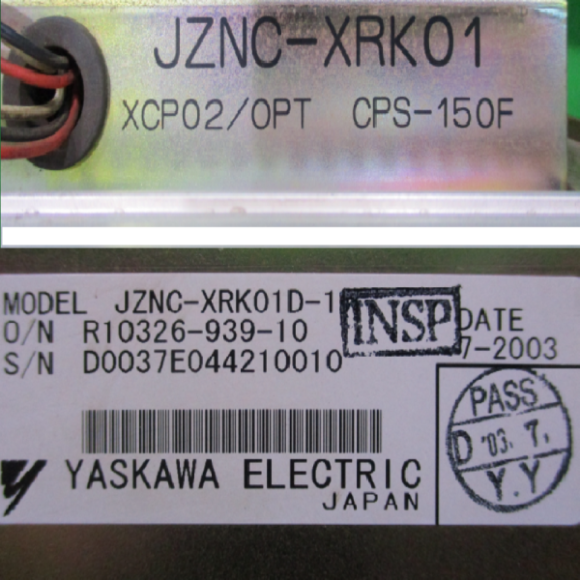 JZNC-XRK01
XCP02/OPT CPS-150F
MODEL JZNC-XRK01D-1
INSP
DATE
O/N R10326-939-10
7-2003
S/N D0037E044210010
PASS
D '03. 7.
Y.Y
YASKAWA ELECTRIC
JAPAN